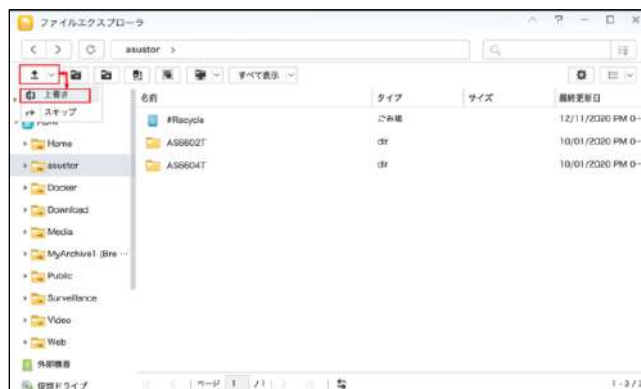 ファイルエクスプローラ
asustor >
すべて表示
上書き
スキップ
名前 タイプ サイズ 最終更新日
#Recycle ごみ箱 12/11/2020 PM 0--
AS6602T dir 10/01/2020 PM 0--
AS6604T dir 10/01/2020 PM 0--
Home
asustor
Docker
Download
Media
MyArchive1 (Bre ...
Public
Surveillance
Video
Web
外部機器
仮想ドライブ
ページ 1 /1
1-3/3